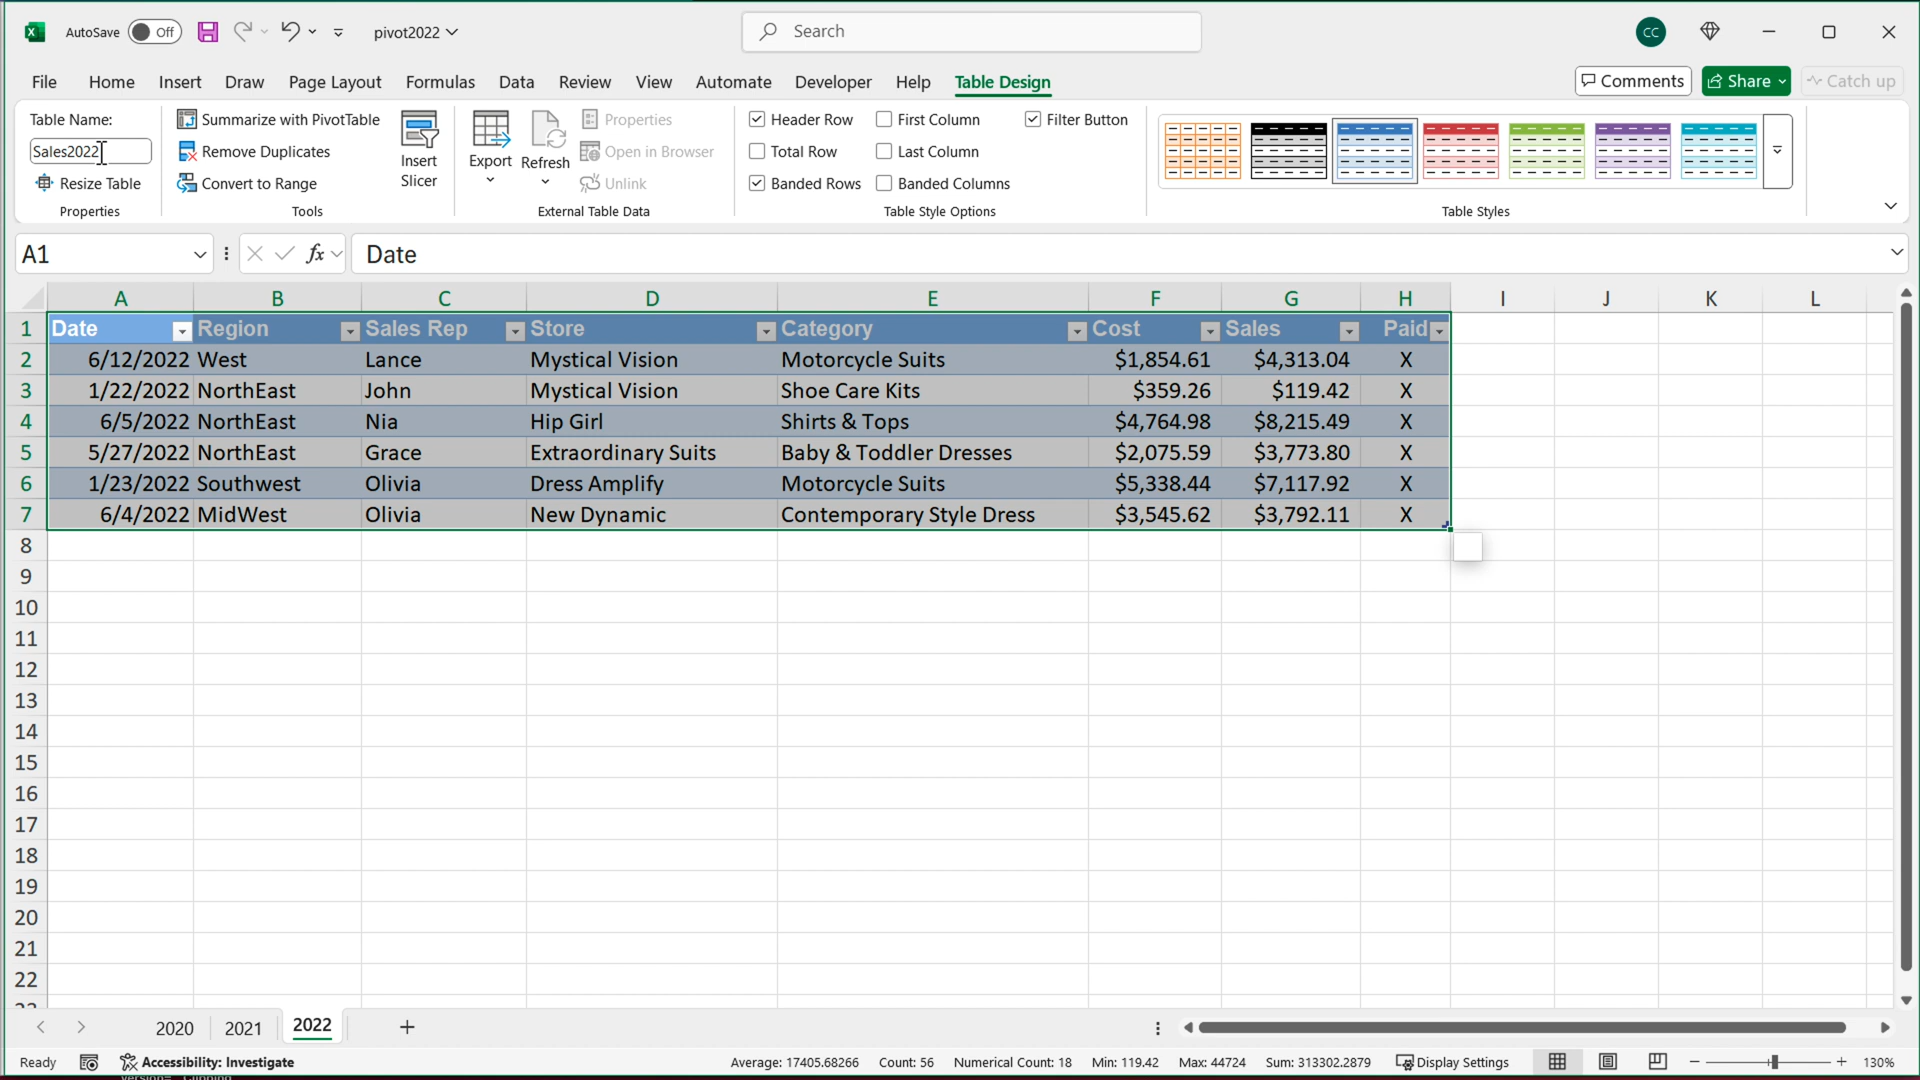 AutoSave Off pivot2022 Search CC
File Home Insert Draw Page Layout Formulas Data Review View Automate Developer Help Table Design Comments Share Catch up
Table Name:
Sales2022
Resize Table
Properties
Summarize with PivotTable
Remove Duplicates
Convert to Range
Tools
Insert
Slicer
Export
Refresh
Properties
Open in Browser
Unlink
External Table Data
Header Row First Column Filter Button
Total Row Last Column
Banded Rows Banded Columns
Table Style Options
Table Styles
A1 fx Date
A B C D E F G H I J K L
1 Date Region Sales Rep Store Category Cost Sales Paid
2 6/12/2022 West Lance Mystical Vision Motorcycle Suits $1,854.61 $4,313.04 X
3 1/22/2022 NorthEast John Mystical Vision Shoe Care Kits $359.26 $119.42 X
4 6/5/2022 NorthEast Nia Hip Girl Shirts & Tops $4,764.98 $8,215.49 X
5 5/27/2022 NorthEast Grace Extraordinary Suits Baby & Toddler Dresses $2,075.59 $3,773.80 X
6 1/23/2022 Southwest Olivia Dress Amplify Motorcycle Suits $5,338.44 $7,117.92 X
7 6/4/2022 MidWest Olivia New Dynamic Contemporary Style Dress $3,545.62 $3,792.11 X
8
9
10
11
12
13
14
15
16
17
18
19
20
21
22
2020 2021 2022
Ready Accessibility: Investigate Average: 17405.68266 Count: 56 Numerical Count: 18 Min: 119.42 Max: 44724 Sum: 313302.2879 Display Settings 130%